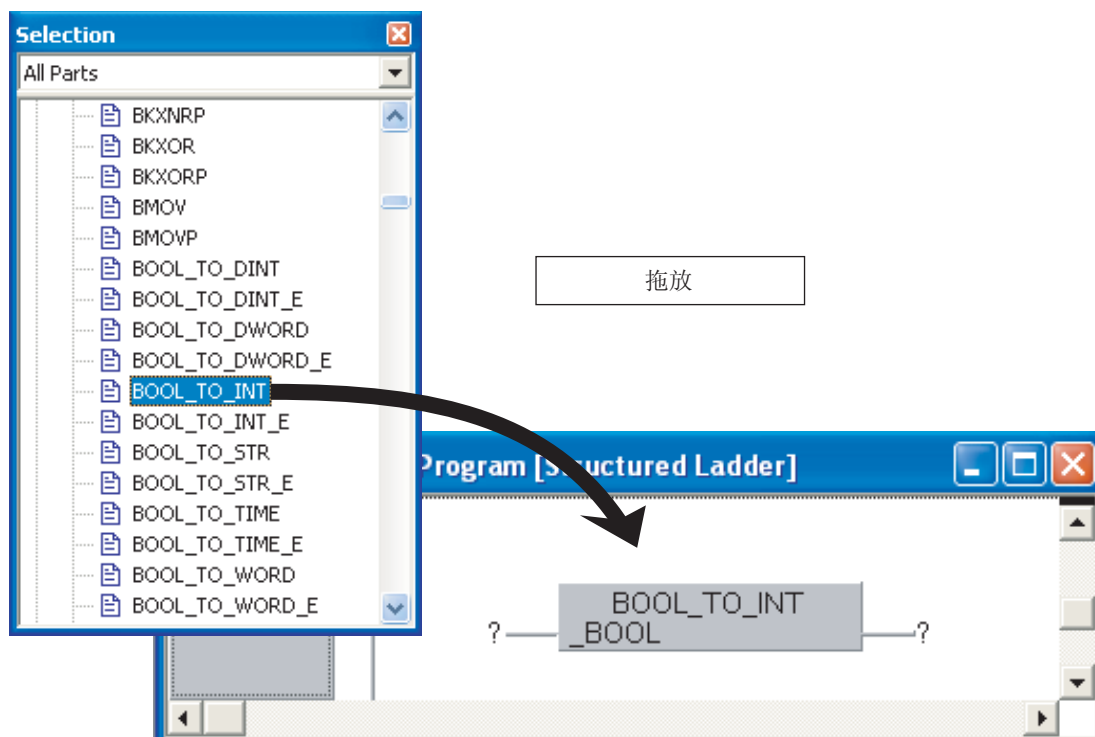 Selection
All Parts
BKXNRP
BKXOR
BKXORP
BMOV
BMOVP
BOOL_TO_DINT
BOOL_TO_DINT_E
BOOL_TO_DWORD
BOOL_TO_DWORD_E
BOOL_TO_INT
BOOL_TO_INT_E
BOOL_TO_STR
BOOL_TO_STR_E
BOOL_TO_TIME
BOOL_TO_TIME_E
BOOL_TO_WORD
BOOL_TO_WORD_E
拖放
Program [Structured Ladder]
BOOL_TO_INT
? _BOOL ?